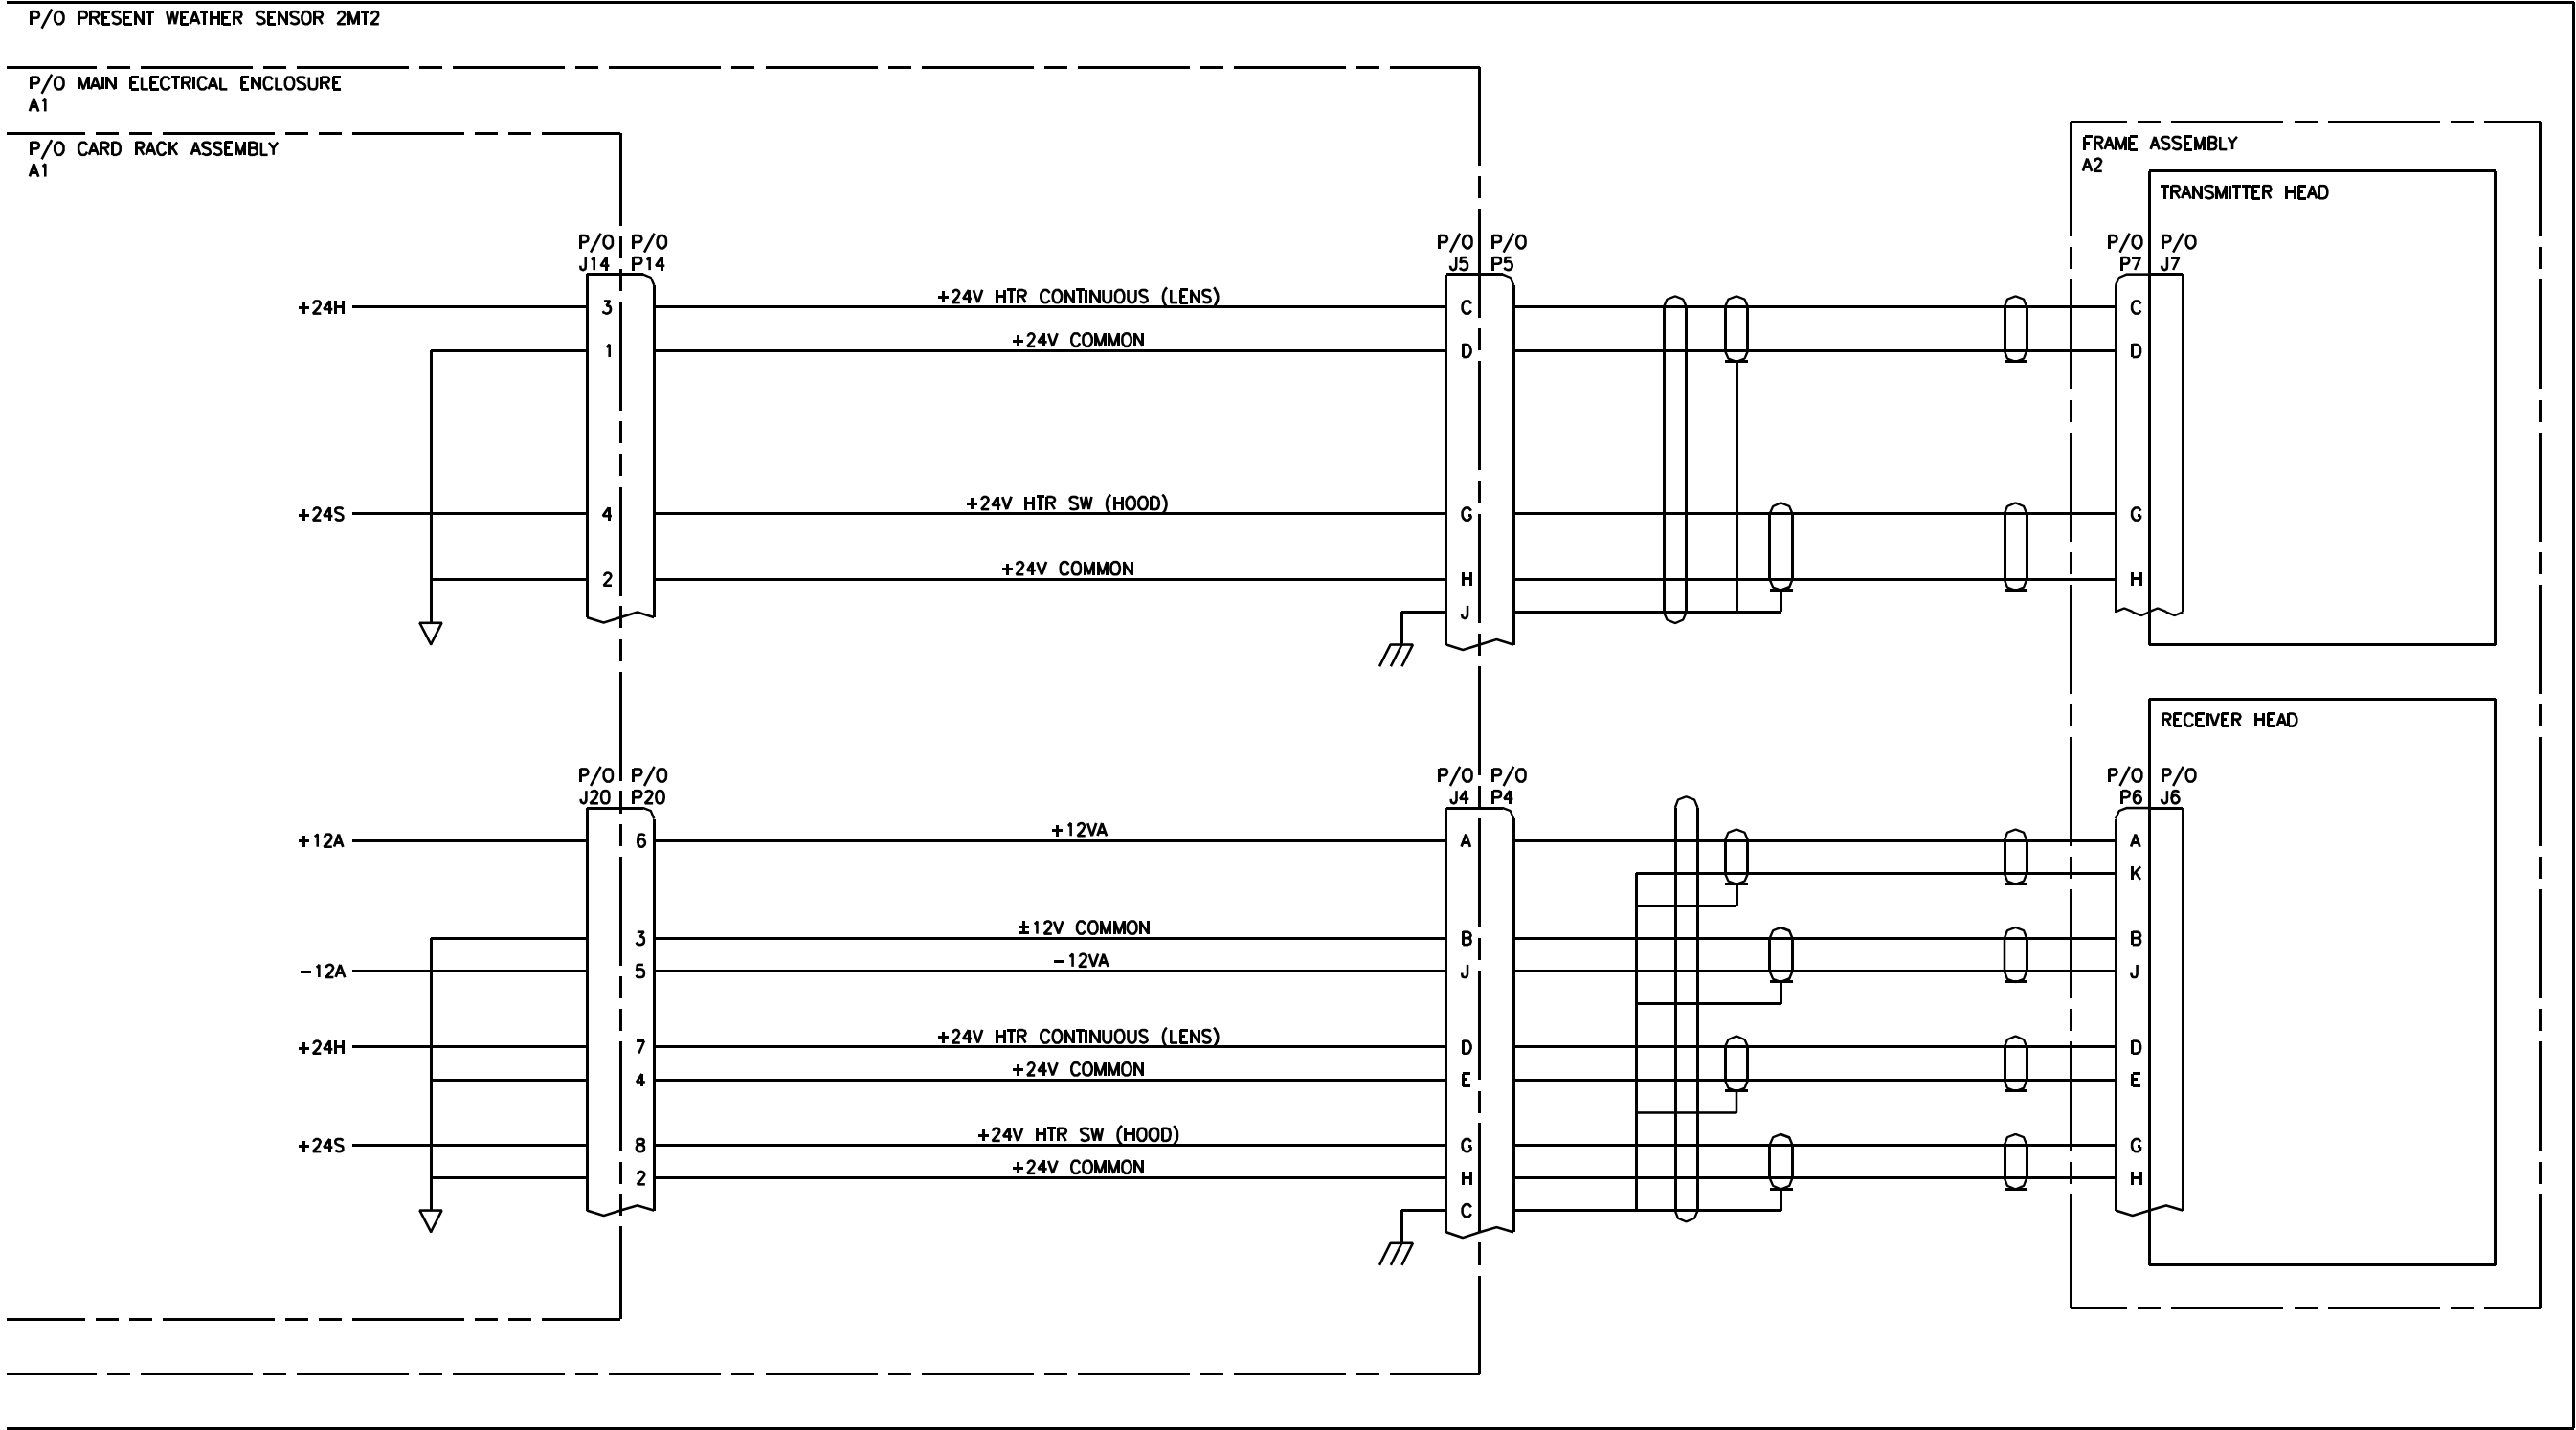 P/O PRESENT WEATHER SENSOR 2MT2
P/O MAIN ELECTRICAL ENCLOSURE
A1
P/O CARD RACK ASSEMBLY
A1
FRAME ASSEMBLY
A2
TRANSMITTER HEAD
P/O P/O P/O P/O P/O P/O
J14 P14 J5 P5 P7 J7
+24H 3 +24V HTR CONTINUOUS (LENS) C C
1 +24V COMMON D D
+24S 4 +24V HTR SW (HOOD) G G
2 +24V COMMON H H
J
RECEIVER HEAD
P/O P/O P/O P/O P/O P/O
J20 P20 J4 P4 P6 J6
+12A 6 +12VA A A
K
3 ±12V COMMON B B
-12A 5 -12VA J J
+24H 7 +24V HTR CONTINUOUS (LENS) D D
4 +24V COMMON E E
+24S 8 +24V HTR SW (HOOD) G G
2 +24V COMMON H H
C